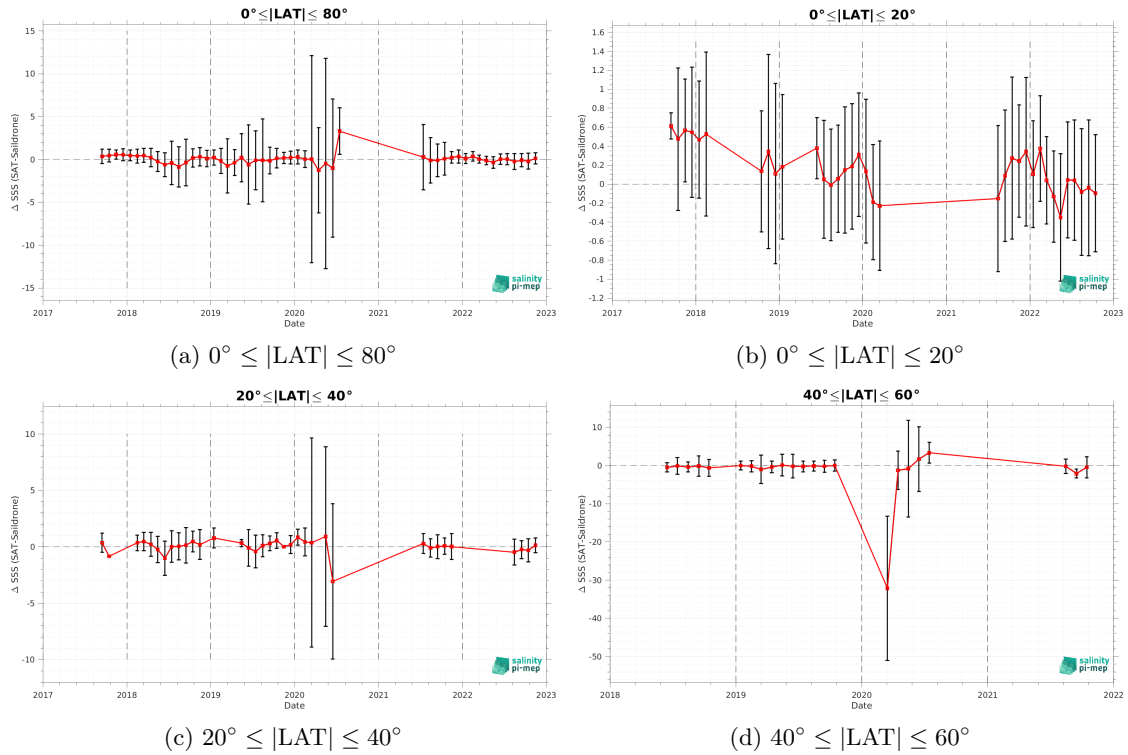 0°≤|LAT|≤ 80°
15
10
5
0
-5
-10
-15
Δ SSS (SAT-Saildrone)
2017
2018
2019
2020
2021
2022
2023
Date
salinity
pi-mep
(a) 0° ≤ |LAT| ≤ 80°
0°≤|LAT|≤ 20°
1.6
1.4
1.2
1
0.8
0.6
0.4
0.2
0
-0.2
-0.4
-0.6
-0.8
-1
-1.2
Δ SSS (SAT-Saildrone)
2017
2018
2019
2020
2021
2022
2023
Date
salinity
pi-mep
(b) 0° ≤ |LAT| ≤ 20°
20°≤|LAT|≤ 40°
10
5
0
-5
-10
Δ SSS (SAT-Saildrone)
2017
2018
2019
2020
2021
2022
2023
Date
salinity
pi-mep
(c) 20° ≤ |LAT| ≤ 40°
40°≤|LAT|≤ 60°
10
0
-10
-20
-30
-40
-50
Δ SSS (SAT-Saildrone)
2018
2019
2020
2021
2022
Date
salinity
pi-mep
(d) 40° ≤ |LAT| ≤ 60°